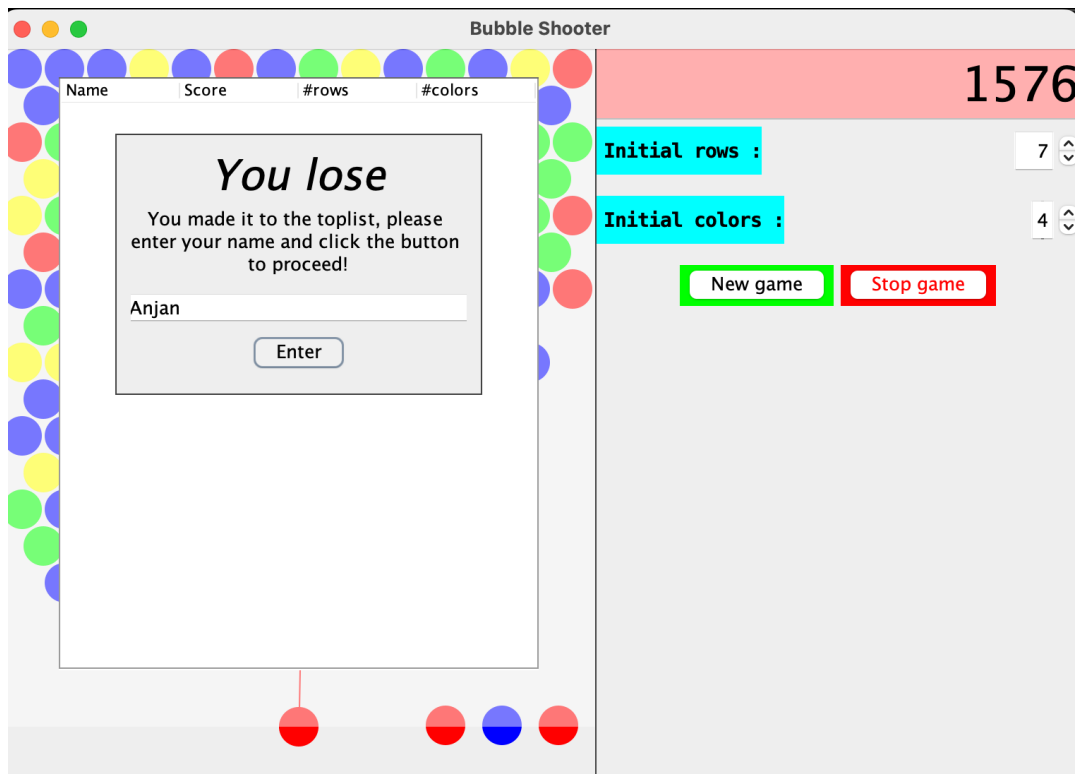 Bubble Shooter
Name Score #rows #colors
You lose
You made it to the toplist, please
enter your name and click the button
to proceed!
Anjan
Enter
1576
Initial rows : 7
Initial colors : 4
New game Stop game